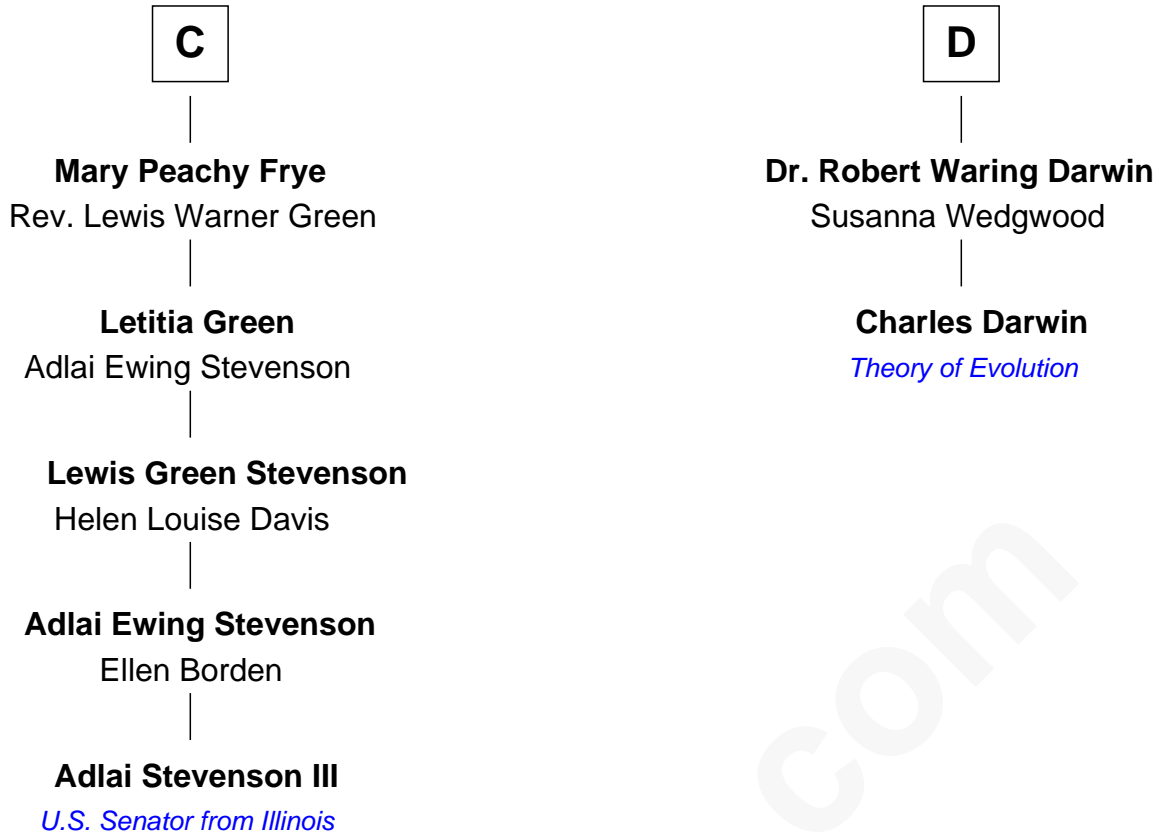 C
Mary Peachy Frye
Rev. Lewis Warner Green
Letitia Green
Adlai Ewing Stevenson
Lewis Green Stevenson
Helen Louise Davis
Adlai Ewing Stevenson
Ellen Borden
Adlai Stevenson III
U.S. Senator from Illinois
D
Dr. Robert Waring Darwin
Susanna Wedgwood
Charles Darwin
Theory of Evolution
com